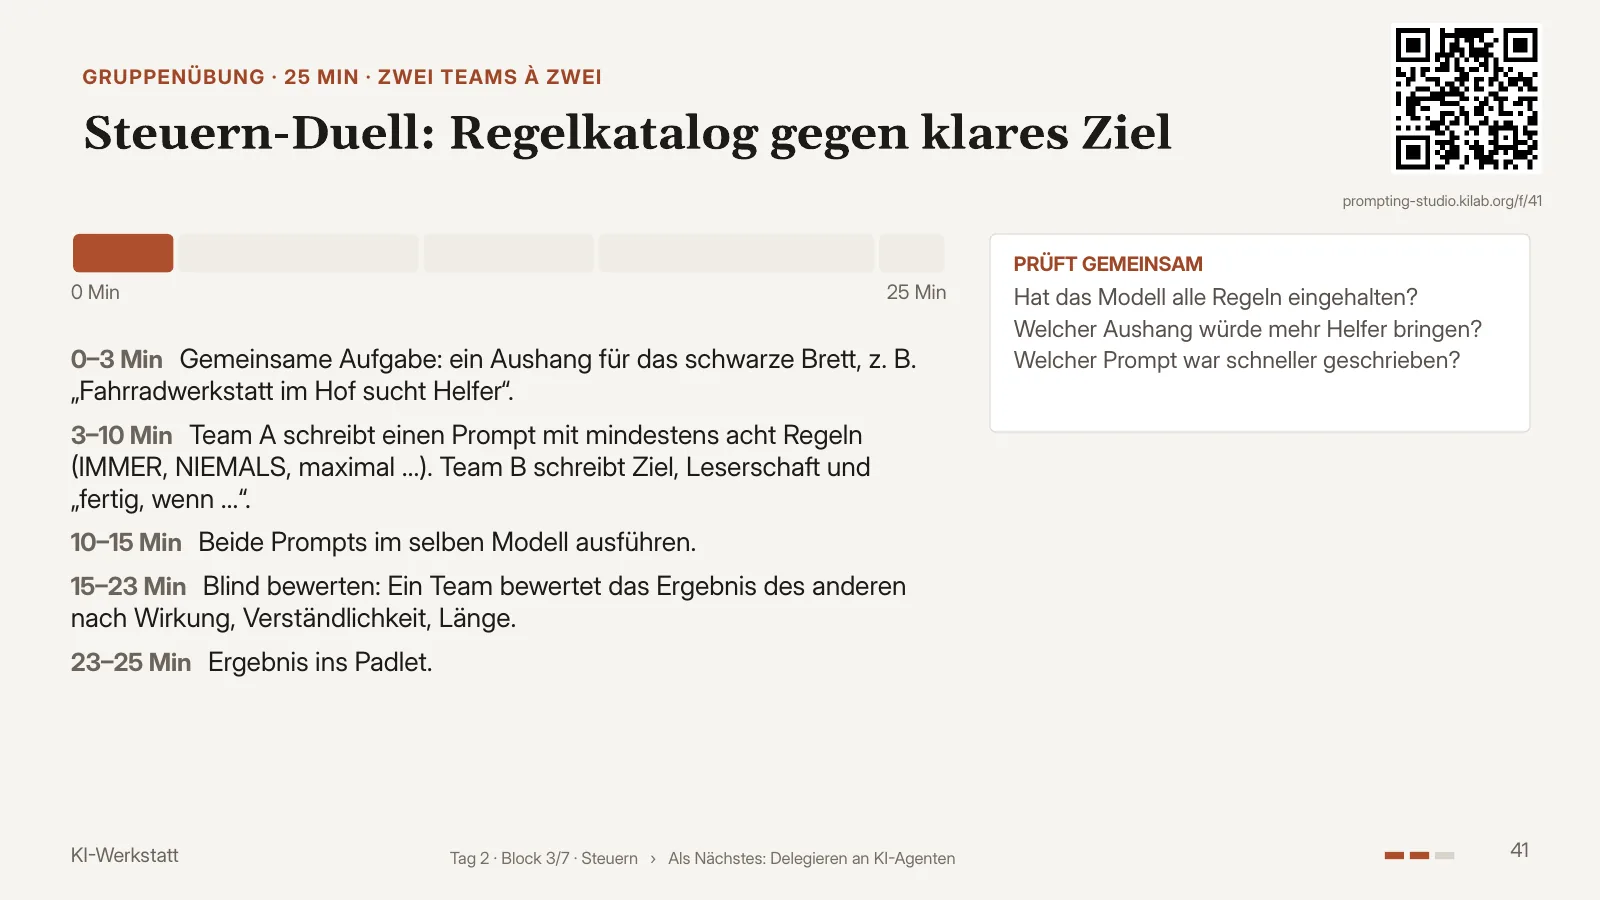 GRUPPENÜBUNG · 25 MIN · ZWEI TEAMS À ZWEI
Steuern-Duell: Regelkatalog gegen klares Ziel
prompting-studio.kilab.org/f/41
0 Min
25 Min
0–3 Min Gemeinsame Aufgabe: ein Aushang für das schwarze Brett, z. B.
„Fahrradwerkstatt im Hof sucht Helfer“.
3–10 Min Team A schreibt einen Prompt mit mindestens acht Regeln
(IMMER, NIEMALS, maximal …). Team B schreibt Ziel, Leserschaft und
„fertig, wenn …“.
10–15 Min Beide Prompts im selben Modell ausführen.
15–23 Min Blind bewerten: Ein Team bewertet das Ergebnis des anderen
nach Wirkung, Verständlichkeit, Länge.
23–25 Min Ergebnis ins Padlet.
PRÜFT GEMEINSAM
Hat das Modell alle Regeln eingehalten?
Welcher Aushang würde mehr Helfer bringen?
Welcher Prompt war schneller geschrieben?
KI-Werkstatt
Tag 2 · Block 3/7 · Steuern › Als Nächstes: Delegieren an KI-Agenten
41